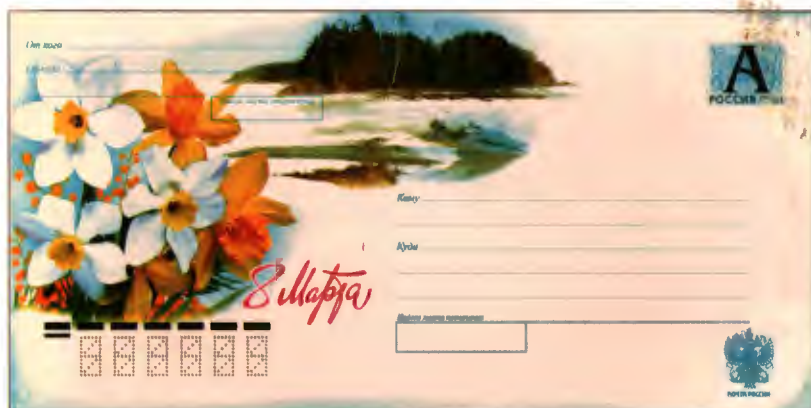 От кого
А
РОССИЯ
Кому
Куда
8 Марта
ПОЧТА РОССИИ